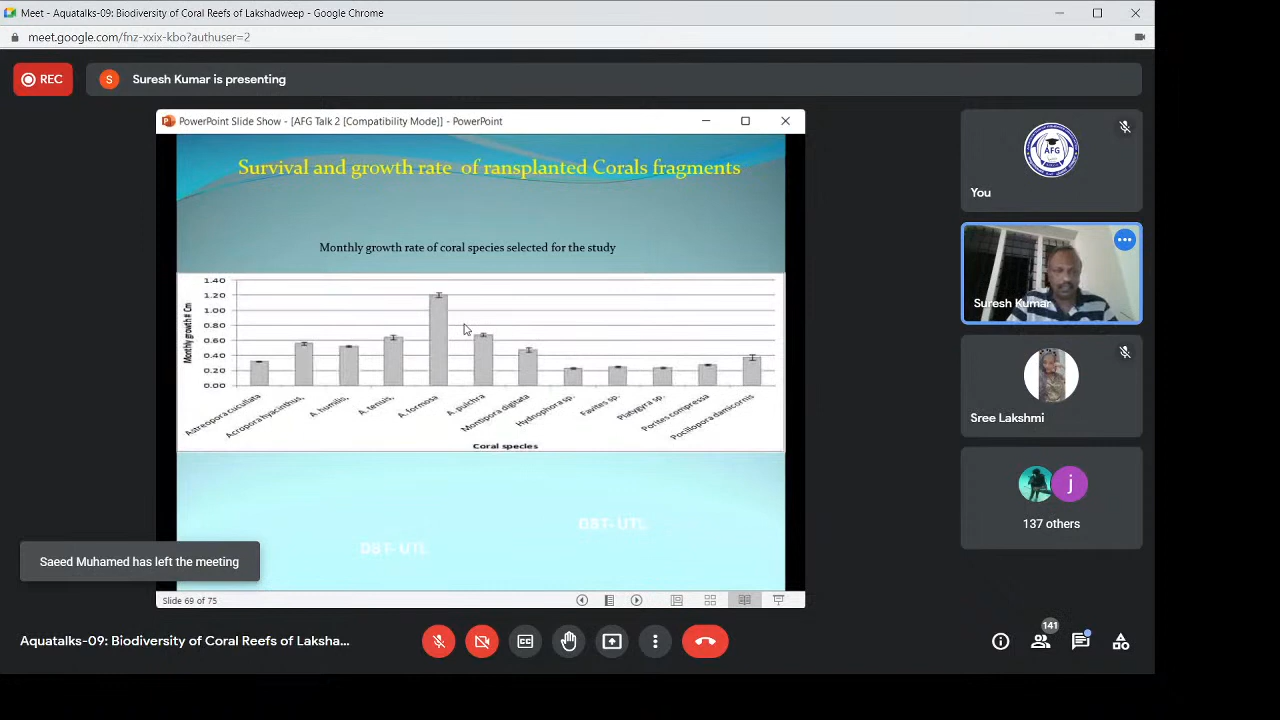 Meet - Aquatalks-09: Biodiversity of Coral Reefs of Lakshadweep - Google Chrome
meet.google.com/fnz-xxix-kbo?authuser=2
REC
S
Suresh Kumar is presenting
PowerPoint Slide Show - [AFG Talk 2 [Compatibility Mode]] - PowerPoint
Survival and growth rate of ransplanted Corals fragments
Monthly growth rate of coral species selected for the study
Monthly growth # Cm
1.40
1.20
1.00
0.80
0.60
0.40
0.20
0.00
Astreopora cucullata
Acropora hyacinthus,
A. humilis,
A. tenuis,
A. formosa
A. pulchra
Montipora digitata
Hydnophora sp.
Favites sp.
Platygyra sp.
Porites compressa
Pocillopora damicornis
Coral species
DST- UTL
DST- UTL
Slide 69 of 75
AFG
You
Suresh Kumar
Sree Lakshmi
j
137 others
Saeed Muhamed has left the meeting
Aquatalks-09: Biodiversity of Coral Reefs of Laksha...
CC
141